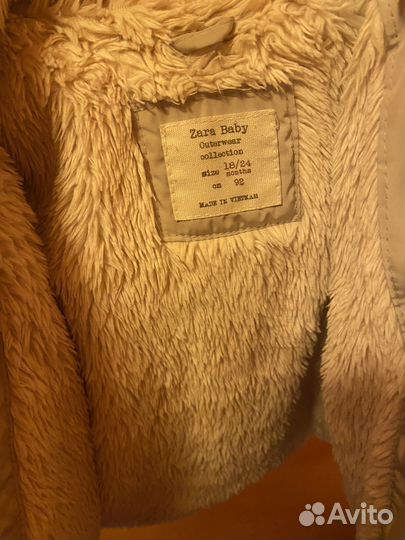 Zara Baby
Outerwear
collection
size 18/24 months
cm 92
MADE IN VIETNAM
Avito